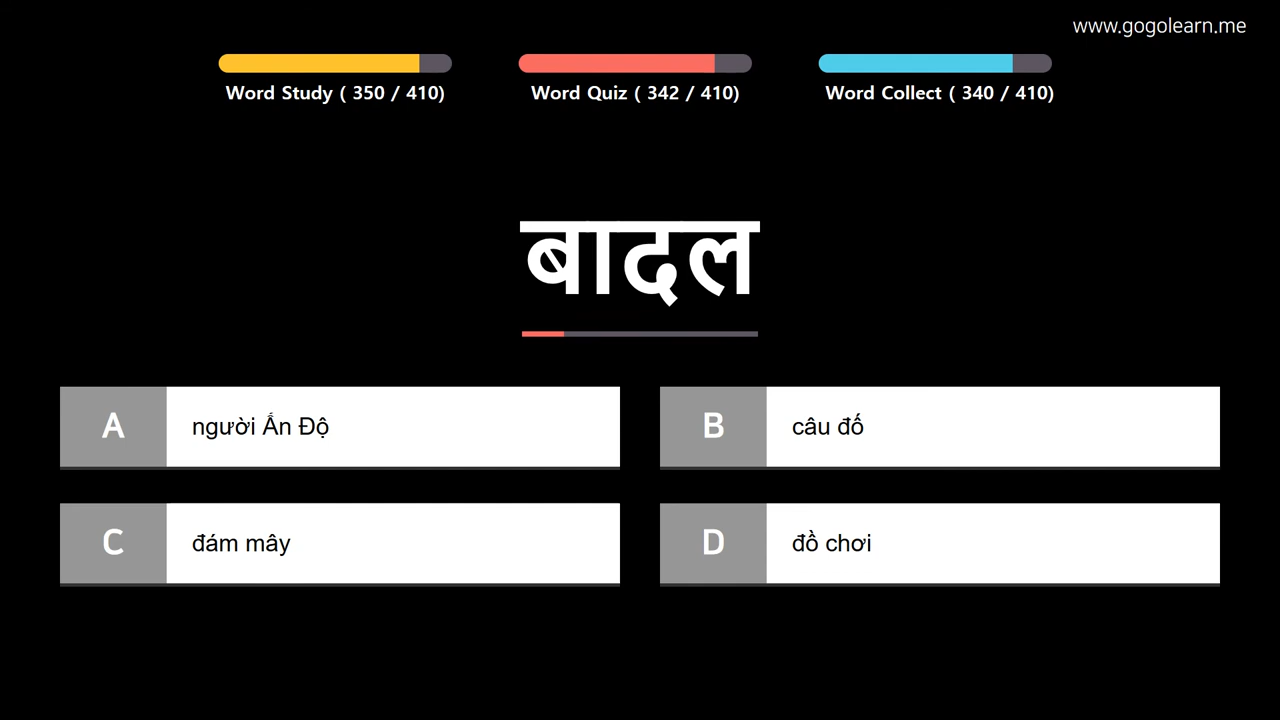 www.gogolearn.me
Word Study ( 350 / 410)
Word Quiz ( 342 / 410)
Word Collect ( 340 / 410)
बादल
A
người Ấn Độ
B
câu đố
C
đám mây
D
đồ chơi